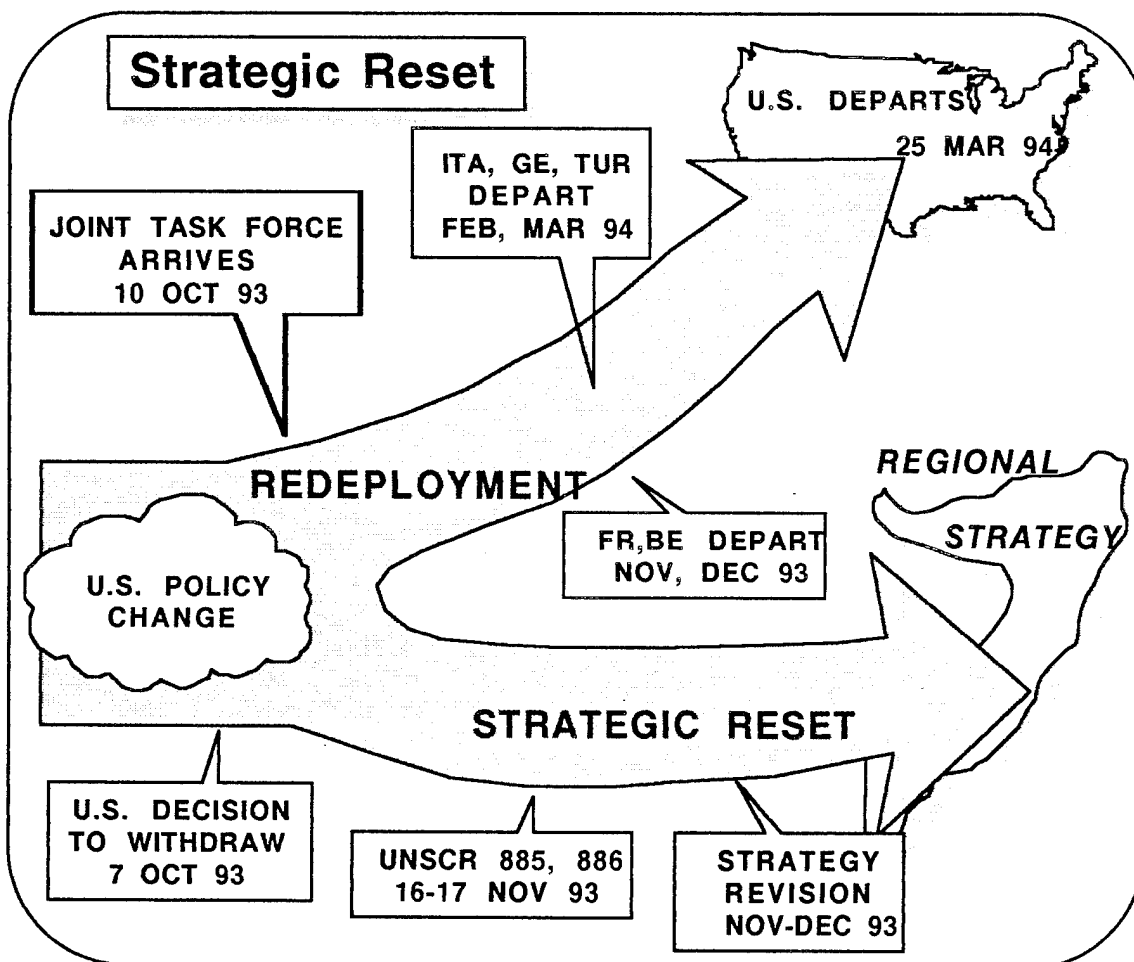 Strategic Reset
U.S. DEPARTS
25 MAR 94
ITA, GE, TUR
DEPART
FEB, MAR 94
JOINT TASK FORCE
ARRIVES
10 OCT 93
REDEPLOYMENT
REGIONAL
STRATEGY
FR,BE DEPART
NOV, DEC 93
U.S. POLICY
CHANGE
STRATEGIC RESET
U.S. DECISION
TO WITHDRAW
7 OCT 93
UNSCR 885, 886
16-17 NOV 93
STRATEGY
REVISION
NOV-DEC 93